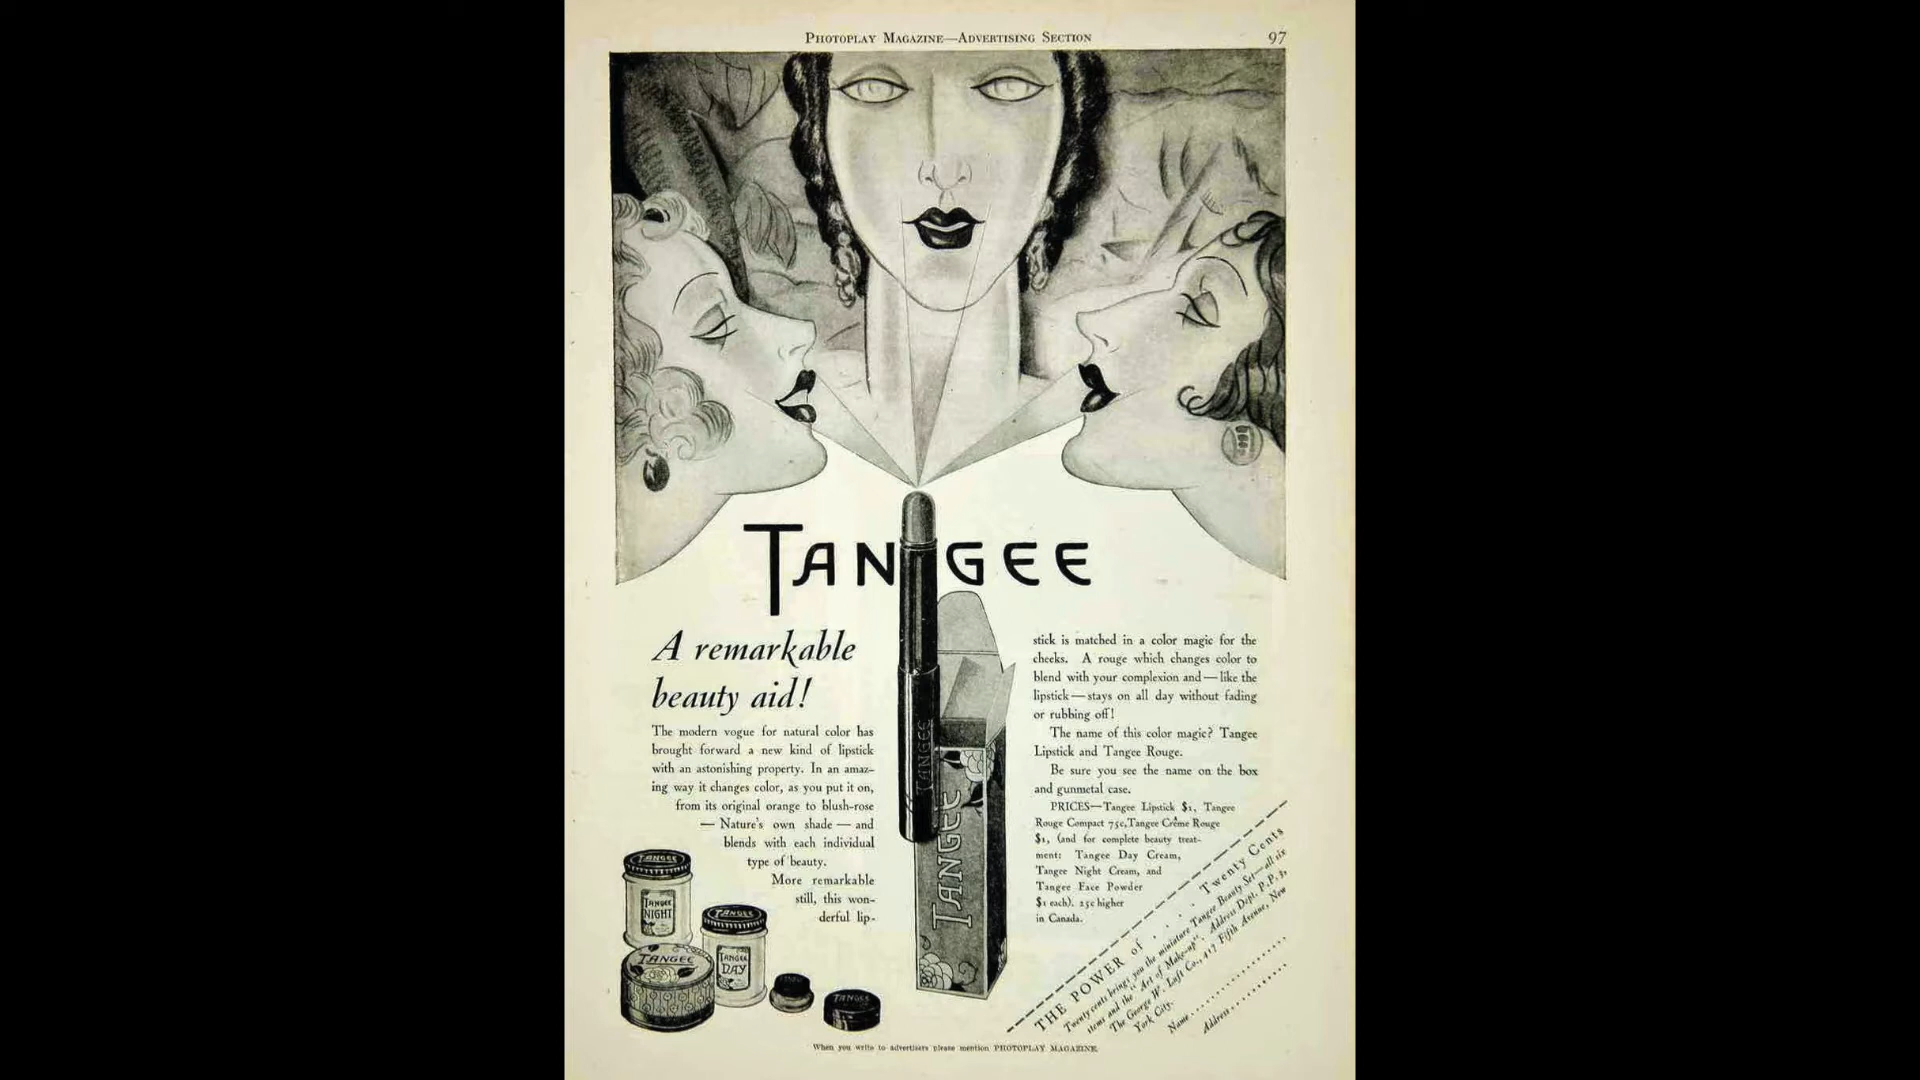 PHOTOPLAY MAGAZINE—ADVERTISING SECTION
97
TANGEE
A remarkable
beauty aid!
The modern vogue for natural color has
brought forward a new kind of lipstick
with an astonishing property. In an amaz-
ing way it changes color, as you put it on,
from its original orange to blush-rose
— Nature's own shade — and
blends with each individual
type of beauty.
More remarkable
still, this won-
derful lip-
stick is matched in a color magic for the
cheeks. A rouge which changes color to
blend with your complexion and — like the
lipstick — stays on all day without fading
or rubbing off!
The name of this color magic? Tangee
Lipstick and Tangee Rouge.
Be sure you see the name on the box
and gunmetal case.
PRICES—Tangee Lipstick $1, Tangee
Rouge Compact 75c, Tangee Crême Rouge
$1, (and for complete beauty treat-
ment: Tangee Day Cream,
Tangee Night Cream, and
Tangee Face Powder
$1 each). 25c higher
in Canada.
TANGEE
TANGEE
TANGEE
TANGEE
NIGHT
TANGEE
TANGEE
DAY
TANGEE
TANGEE
THE POWER of . . . . Twenty Cents
Twenty cents brings you the miniature Tangee Beauty Set—all six
items and the "Art of Make-up". Address Dept. P.P.3,
The George W. Luft Co., 417 Fifth Avenue, New
York City.
Name
Address
When you write to advertisers please mention PHOTOPLAY MAGAZINE.